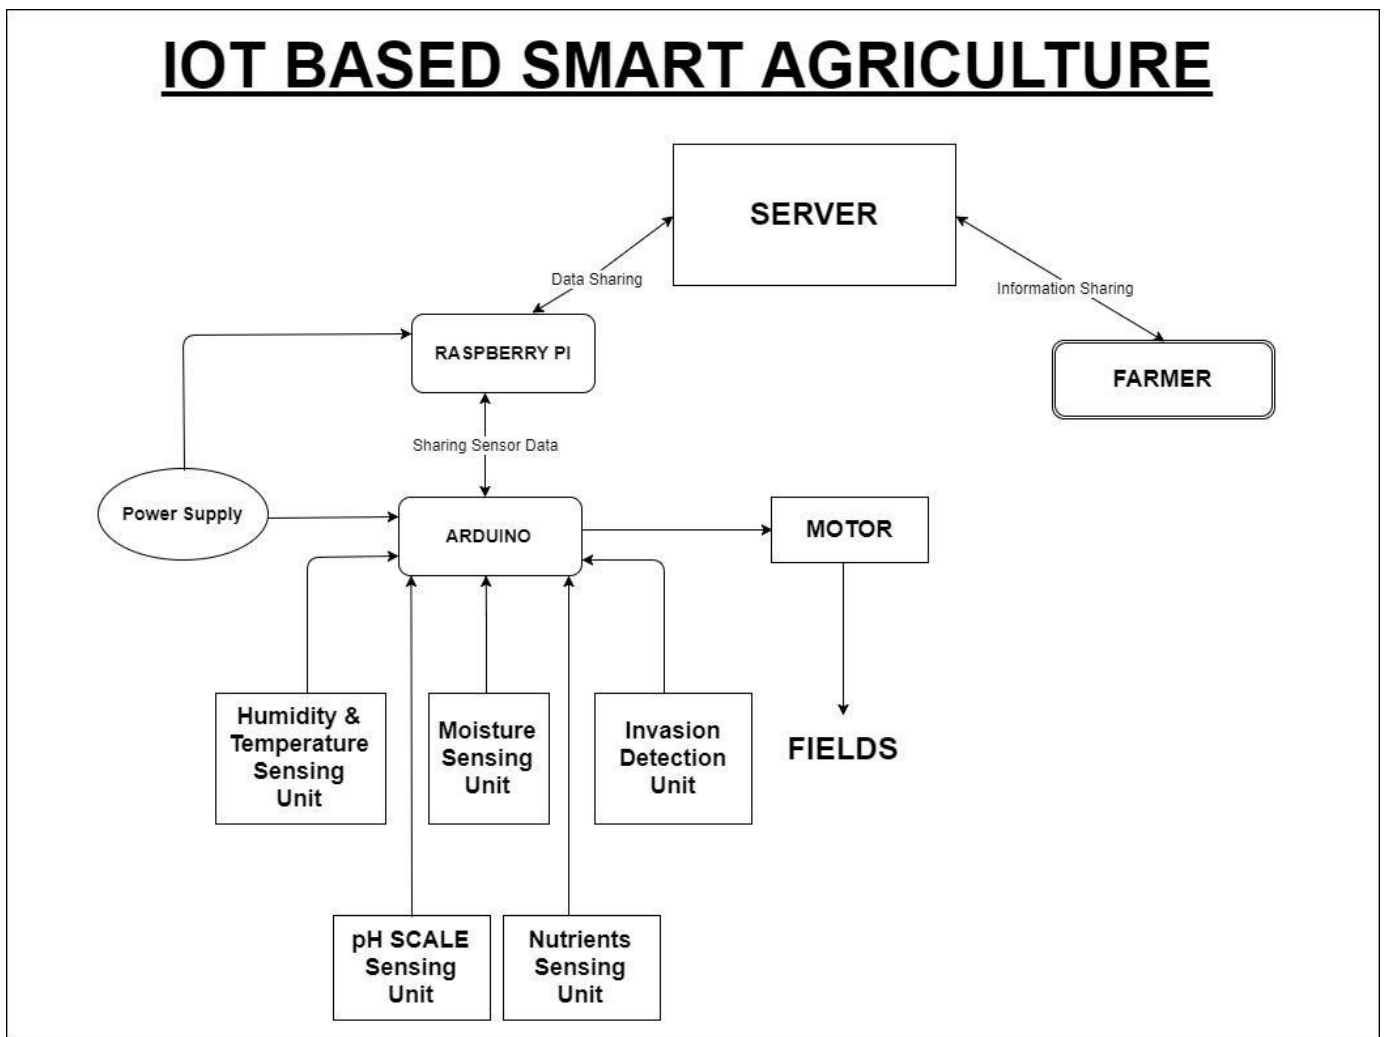 IOT BASED SMART AGRICULTURE
SERVER
Data Sharing
Information Sharing
RASPBERRY PI
FARMER
Sharing Sensor Data
Power Supply
ARDUINO
MOTOR
Humidity &
Temperature
Sensing
Unit
Moisture
Sensing
Unit
Invasion
Detection
Unit
FIELDS
pH SCALE
Sensing
Unit
Nutrients
Sensing
Unit